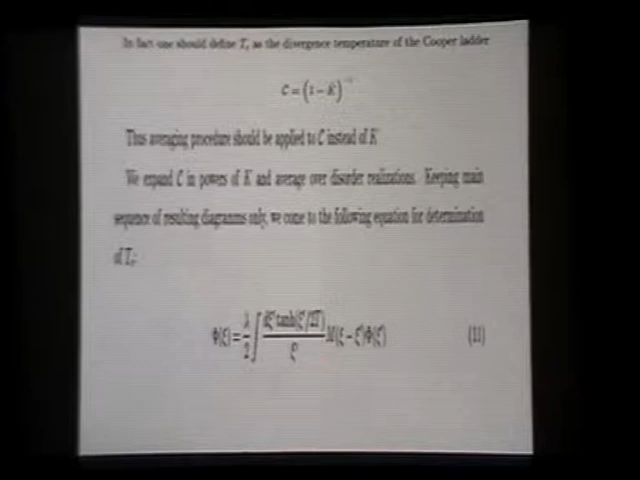 In fact one should define T_c as the divergence temperature of the Cooper ladder
C = (1 − K̂)^{-1}
Thus averaging procedure should be applied to C instead of K
We expand C in powers of K and average over disorder realizations. Keeping main
sequence of resulting diagramms only, we come to the following equation for determination
of T_c:
Φ(ξ) = λ/2 ∫ dξ′ tanh(ξ′/2T)/ξ′ M(ξ − ξ′)Φ(ξ′) (11)